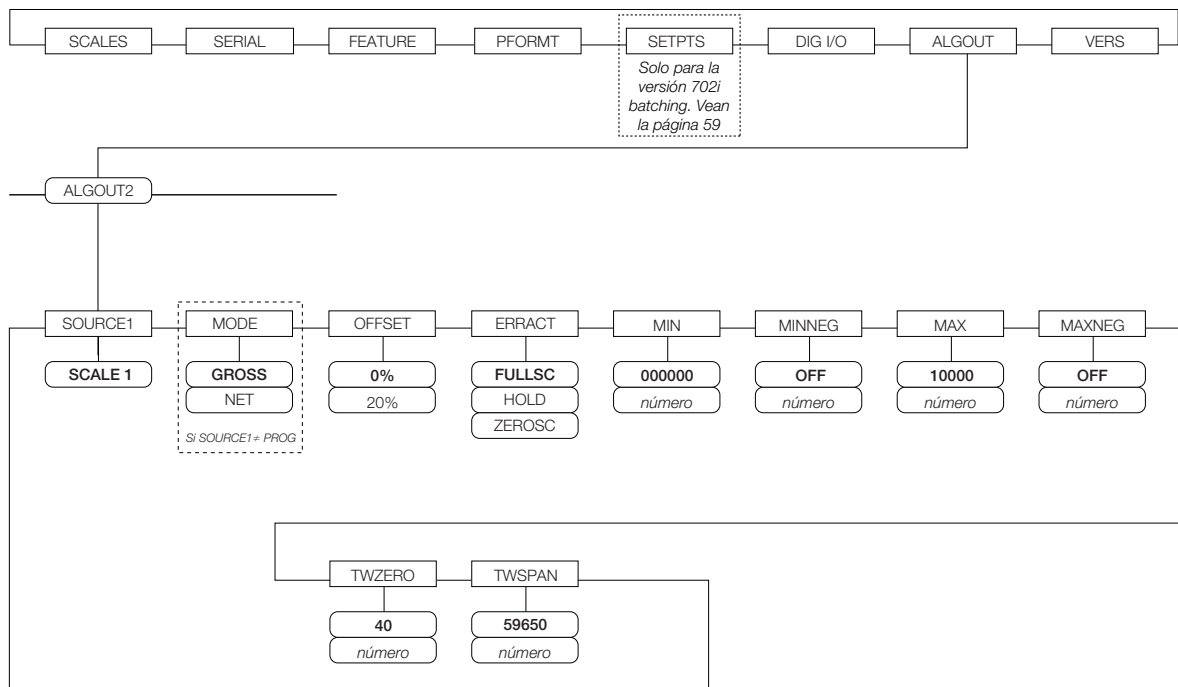 SCALES SERIAL FEATURE PFORMT SETPTS DIG I/O ALGOUT VERS
Solo para la
versión 702i
batching. Vean
la página 59
ALGOUT2
SOURCE1 MODE OFFSET ERRACT MIN MINNEG MAX MAXNEG
SCALE 1 GROSS 0% FULLSC 000000 OFF 10000 OFF
NET 20% HOLD número número número número
ZEROSC
Si SOURCE1≠ PROG
TWZERO TWSPAN
40 59650
número número